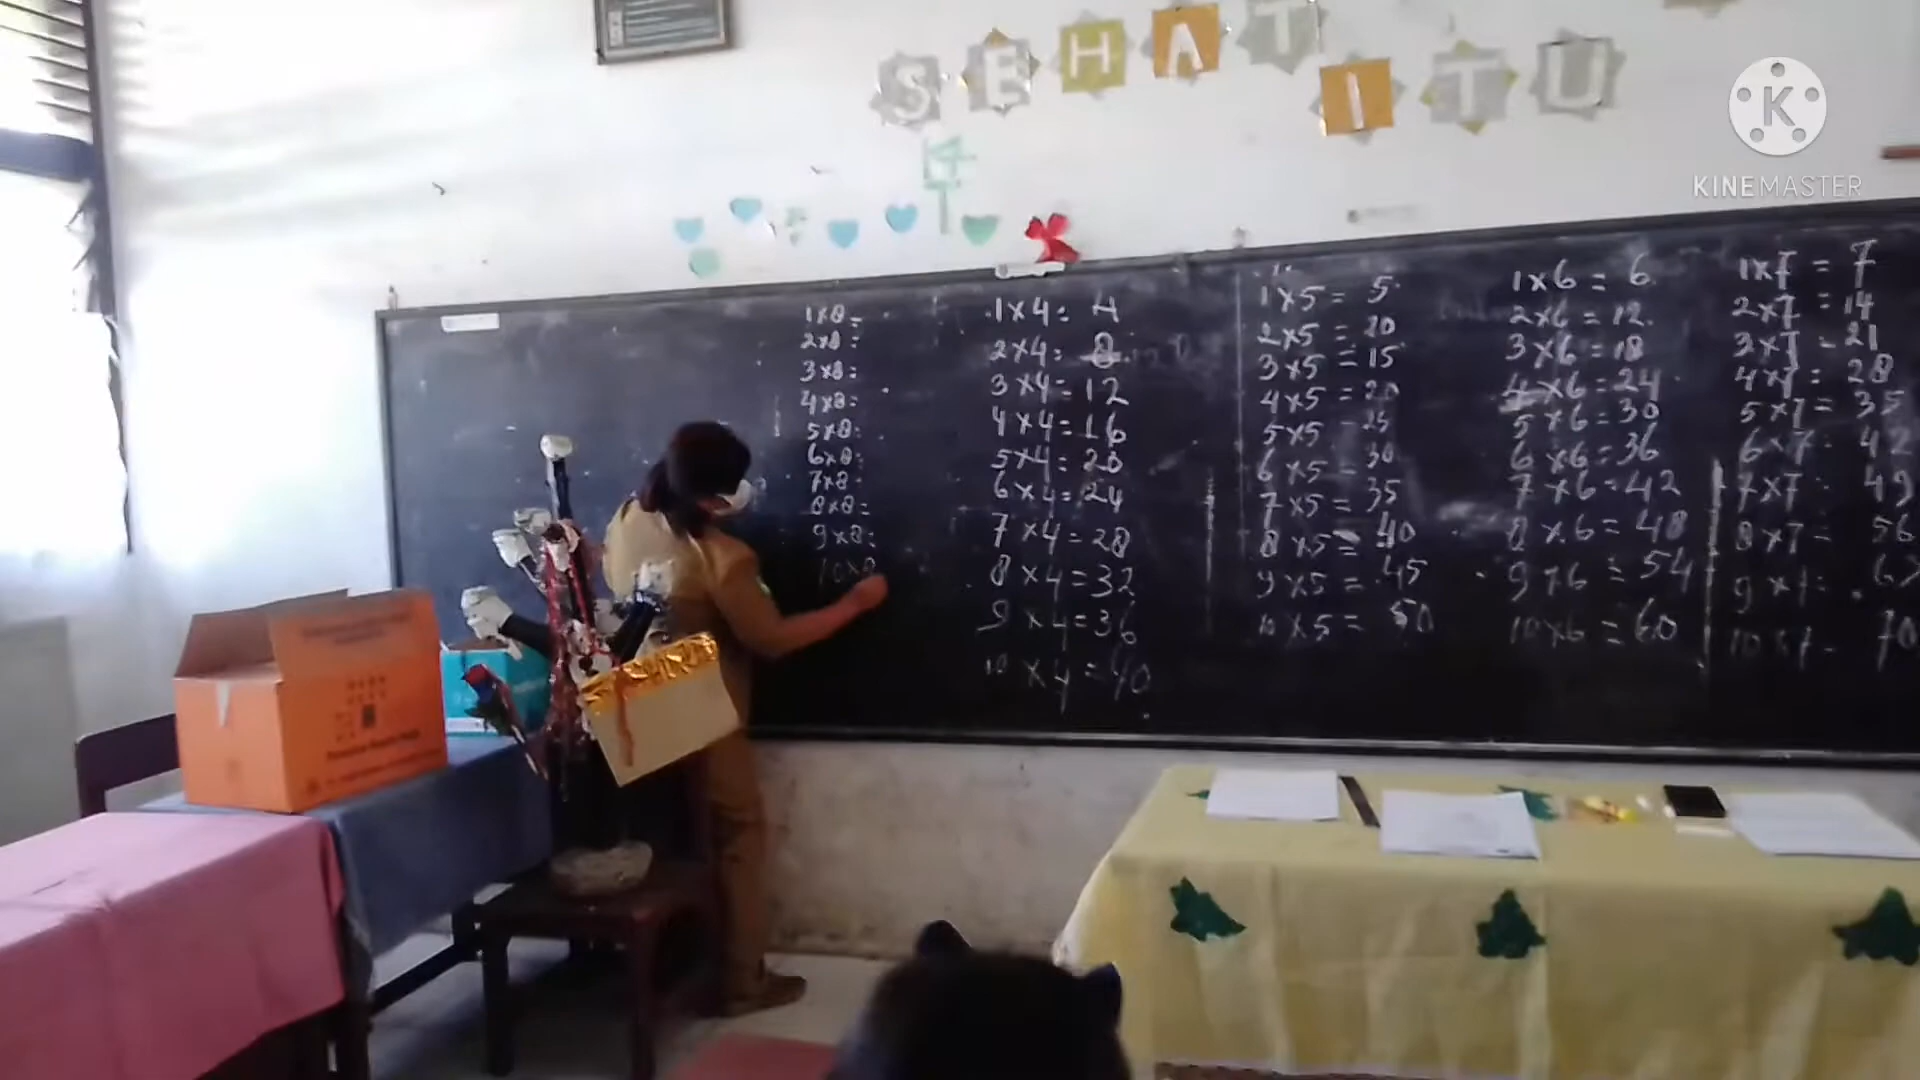 SEHAT
ITU
KINEMASTER
1x8=
2x8=
3x8=
4x8=
5x8=
6x8=
7x8=
8x8=
9x8=
10x8
1x4= 4
2x4= 8
3x4= 12
4x4= 16
5x4= 20
6x4= 24
7x4= 28
8x4= 32
9x4= 36
10x4= 40
1x5= 5
2x5= 10
3x5= 15
4x5= 20
5x5 25
6x5 = 30
7x5 = 35
8x5= 40
9x5 = 45
10x5 = 50
1x6= 6
2x6= 12
3x6= 18
4x6= 24
5x6= 30
6x6= 36
7x6= 42
8x6= 48
9x6 = 54
10x6 = 60
1x7 = 7
2x7 = 14
3x7 - 21
4x7= 28
5x7= 35
6x7- 42
7x7- 49
8x7= 56
9x7-
10x7- 70